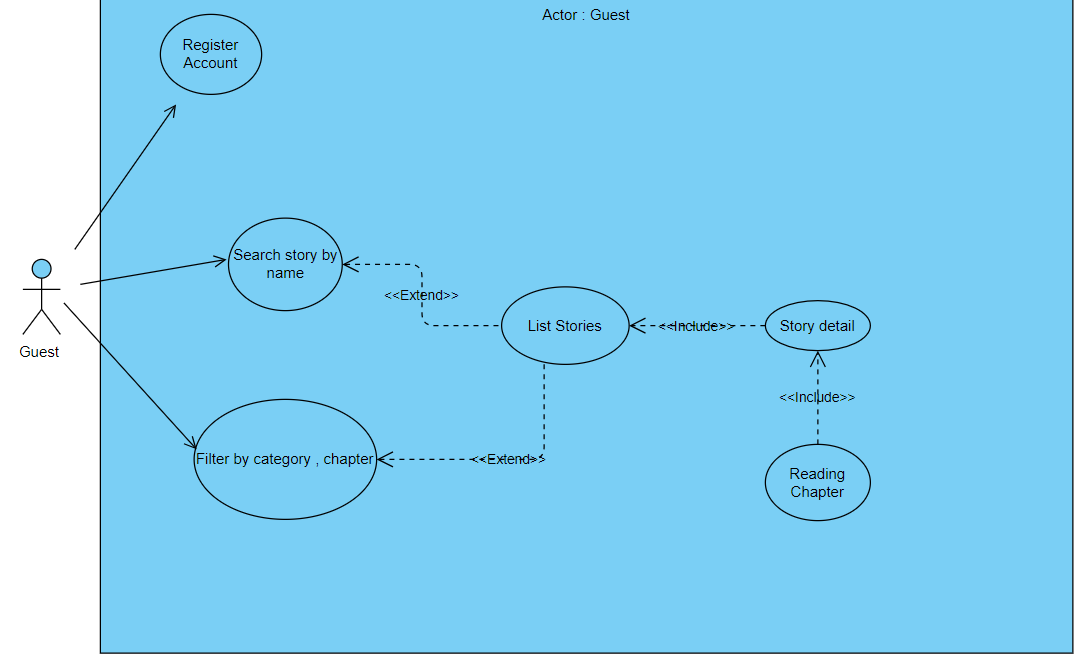 Actor : Guest
Register
Account
Search story by
name
<<Extend>>
List Stories
<<Include>>
Story detail
Guest
<<Include>>
Filter by category , chapter
<<Extend>>
Reading
Chapter